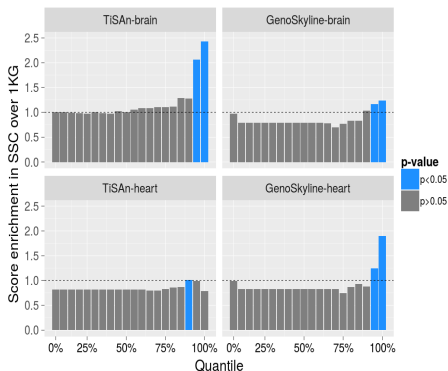 TiSAn-brain
GenoSkyline-brain
2.5
2.0
1.5
1.0
0.5
0.0
TiSAn-heart
GenoSkyline-heart
2.5
2.0
1.5
1.0
0.5
0.0
0%
25%
50%
75%
100%
0%
25%
50%
75%
100%
Quantile
Score enrichment in SSC over 1KG
p-value
p<0.05
p>0.05